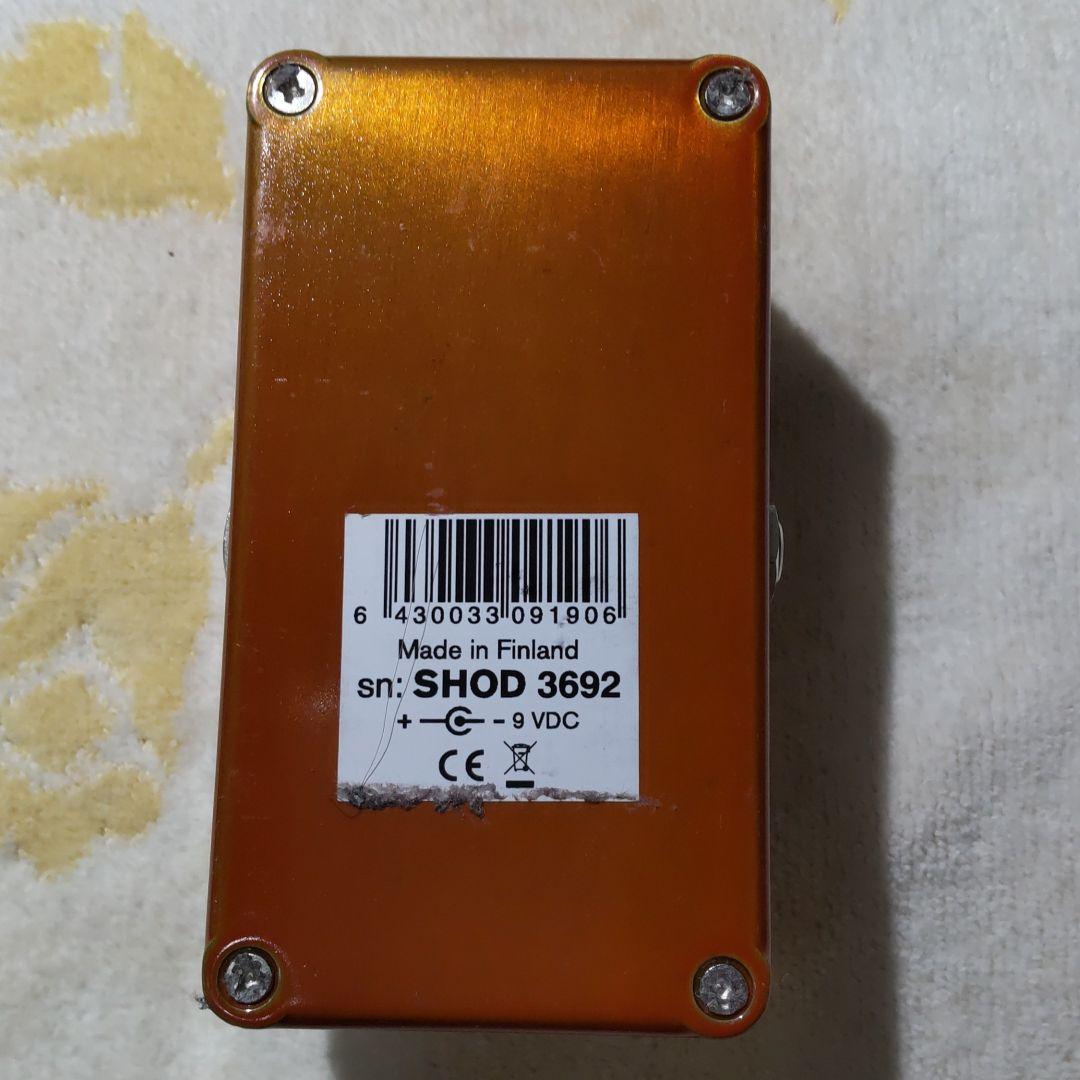 6 430033 091906
Made in Finland
sn: SHOD 3692
+ - 9 VDC
CE